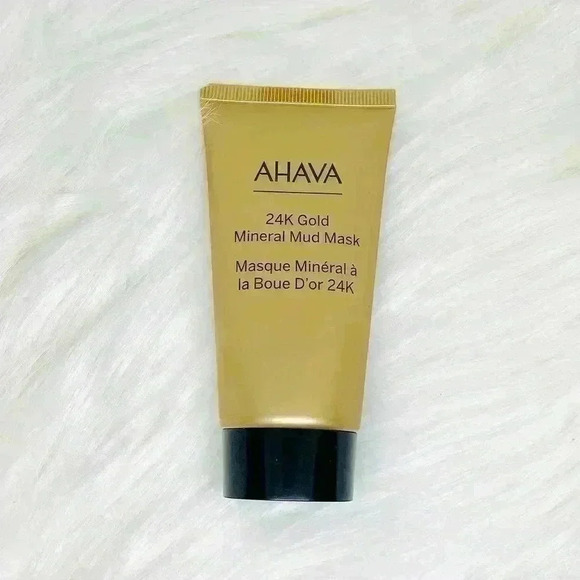 AHAVA
24K Gold
Mineral Mud Mask
Masque Minéral à
la Boue D'or 24K